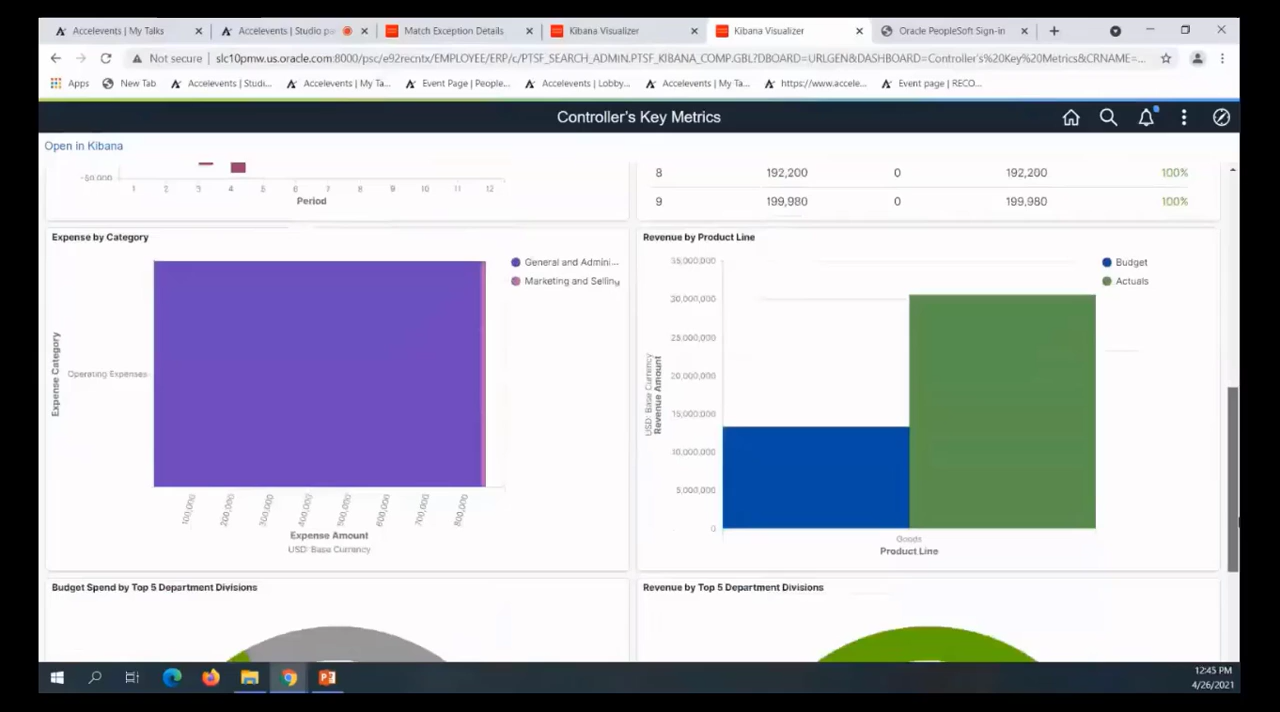 Accelevents | My Talks
Accelevents | Studio pa
Match Exception Details
Kibana Visualizer
Kibana Visualizer
Oracle PeopleSoft Sign-in
Not secure | slc10pmw.us.oracle.com:8000/psc/e92recntx/EMPLOYEE/ERP/c/PTSF_SEARCH_ADMIN.PTSF_KIBANA_COMP.GBL?DBOARD=URLGEN&DASHBOARD=Controller's%20Key%20Metrics&CRNAME=...
Apps
New Tab
Accelevents | Studi...
Accelevents | My Ta...
Event Page | People...
Accelevents | Lobby...
Accelevents | My Ta...
https://www.accele...
Event page | RECO...
Controller's Key Metrics
Open in Kibana
-50,000
1 2 3 4 5 6 7 8 9 10 11 12
Period
8 192,200 0 192,200 100%
9 199,980 0 199,980 100%
Expense by Category
General and Admini...
Marketing and Selling
Expense Category
Operating Expenses
100,000 200,000 300,000 400,000 500,000 600,000 700,000 800,000
Expense Amount
USD: Base Currency
Revenue by Product Line
Budget
Actuals
35,000,000
30,000,000
25,000,000
20,000,000
15,000,000
10,000,000
5,000,000
0
USD: Base Currency
Revenue Amount
Goods
Product Line
Budget Spend by Top 5 Department Divisions
Revenue by Top 5 Department Divisions
12:45 PM
4/26/2021